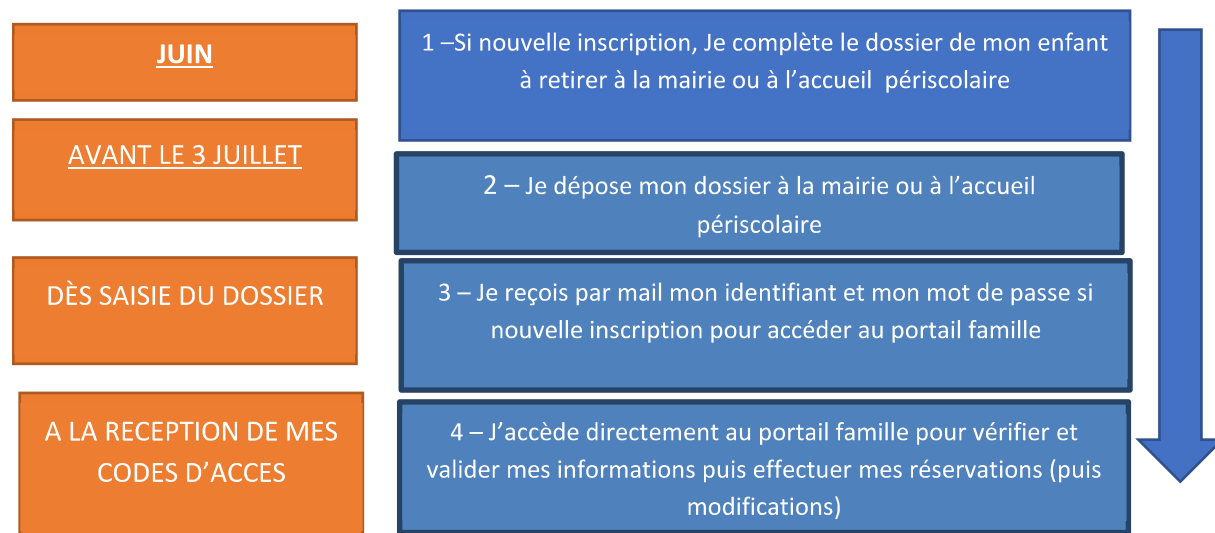 JUIN
1 –Si nouvelle inscription, Je complète le dossier de mon enfant
à retirer à la mairie ou à l’accueil  périscolaire
AVANT LE 3 JUILLET
2 – Je dépose mon dossier à la mairie ou à l’accueil
périscolaire
DÈS SAISIE DU DOSSIER
3 – Je reçois par mail mon identifiant et mon mot de passe si
nouvelle inscription pour accéder au portail famille
A LA RECEPTION DE MES
CODES D’ACCES
4 – J’accède directement au portail famille pour vérifier et
valider mes informations puis effectuer mes réservations (puis
modifications)